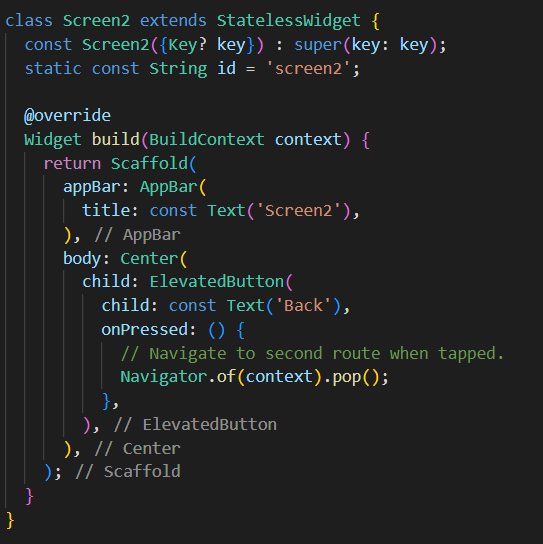 class Screen2 extends StatelessWidget {
  const Screen2({Key? key}) : super(key: key);
  static const String id = 'screen2';

  @override
  Widget build(BuildContext context) {
    return Scaffold(
      appBar: AppBar(
        title: const Text('Screen2'),
      ), // AppBar
      body: Center(
        child: ElevatedButton(
          child: const Text('Back'),
          onPressed: () {
            // Navigate to second route when tapped.
            Navigator.of(context).pop();
          },
        ), // ElevatedButton
      ), // Center
    ); // Scaffold
  }
}